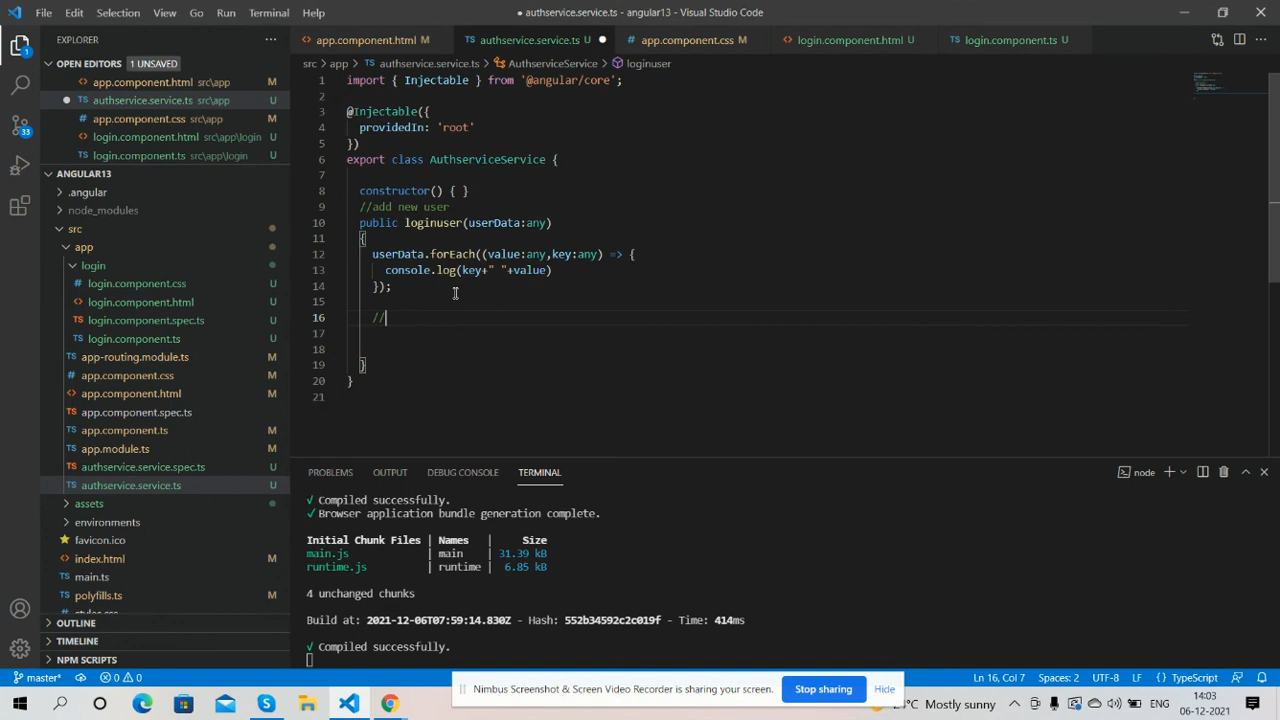 File Edit Selection View Go Run Terminal Help
● authservice.service.ts - angular13 - Visual Studio Code
EXPLORER
OPEN EDITORS 1 UNSAVED
app.component.html src\app M
authservice.service.ts src\app U
app.component.css src\app M
login.component.html src\app\login U
login.component.ts src\app\login U
ANGULAR13
.angular
node_modules
src
app
login
login.component.css U
login.component.html U
login.component.spec.ts U
login.component.ts U
app-routing.module.ts M
app.component.css M
app.component.html M
app.component.spec.ts M
app.component.ts M
app.module.ts M
authservice.service.spec.ts U
authservice.service.ts U
assets
environments
favicon.ico
index.html M
main.ts
polyfills.ts M
styles.css
OUTLINE
TIMELINE
NPM SCRIPTS
1
33
app.component.html M
authservice.service.ts U
app.component.css M
login.component.html U
login.component.ts U
src > app > authservice.service.ts > AuthserviceService > loginuser
1 import { Injectable } from '@angular/core';
2
3 @Injectable({
4 providedIn: 'root'
5 })
6 export class AuthserviceService {
7
8 constructor() { }
9 //add new user
10 public loginuser(userData:any)
11 {
12 userData.forEach((value:any,key:any) => {
13 console.log(key+" "+value)
14 });
15
16 //
17
18
19 }
20 }
21
PROBLEMS OUTPUT DEBUG CONSOLE TERMINAL
node
√ Compiled successfully.
√ Browser application bundle generation complete.
Initial Chunk Files | Names | Size
main.js | main | 31.39 kB
runtime.js | runtime | 6.85 kB
4 unchanged chunks
Build at: 2021-12-06T07:59:14.830Z - Hash: 552b34592c2c019f - Time: 414ms
√ Compiled successfully.
master* 0 0
Ln 16, Col 7 Spaces: 2 UTF-8 LF TypeScript
Nimbus Screenshot & Screen Video Recorder is sharing your screen. Stop sharing Hide
Mostly sunny
ENG
14:03
06-12-2021